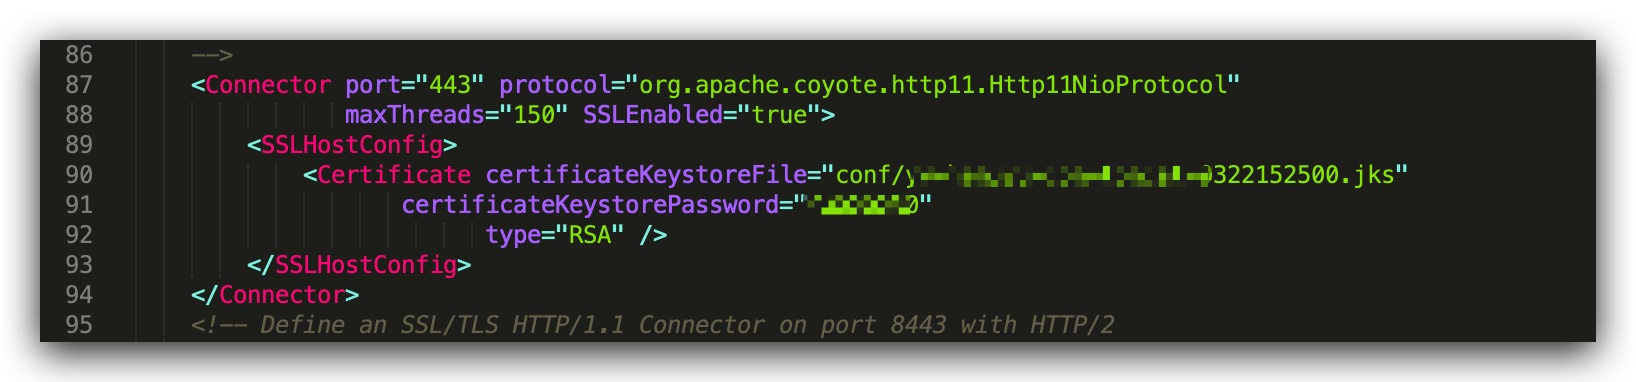 86 -->
87 <Connector port="443" protocol="org.apache.coyote.http11.Http11NioProtocol"
88 maxThreads="150" SSLEnabled="true">
89 <SSLHostConfig>
90 <Certificate certificateKeystoreFile="conf/ 322152500.jks"
91 certificateKeystorePassword=" "
92 type="RSA" />
93 </SSLHostConfig>
94 </Connector>
95 <!-- Define an SSL/TLS HTTP/1.1 Connector on port 8443 with HTTP/2